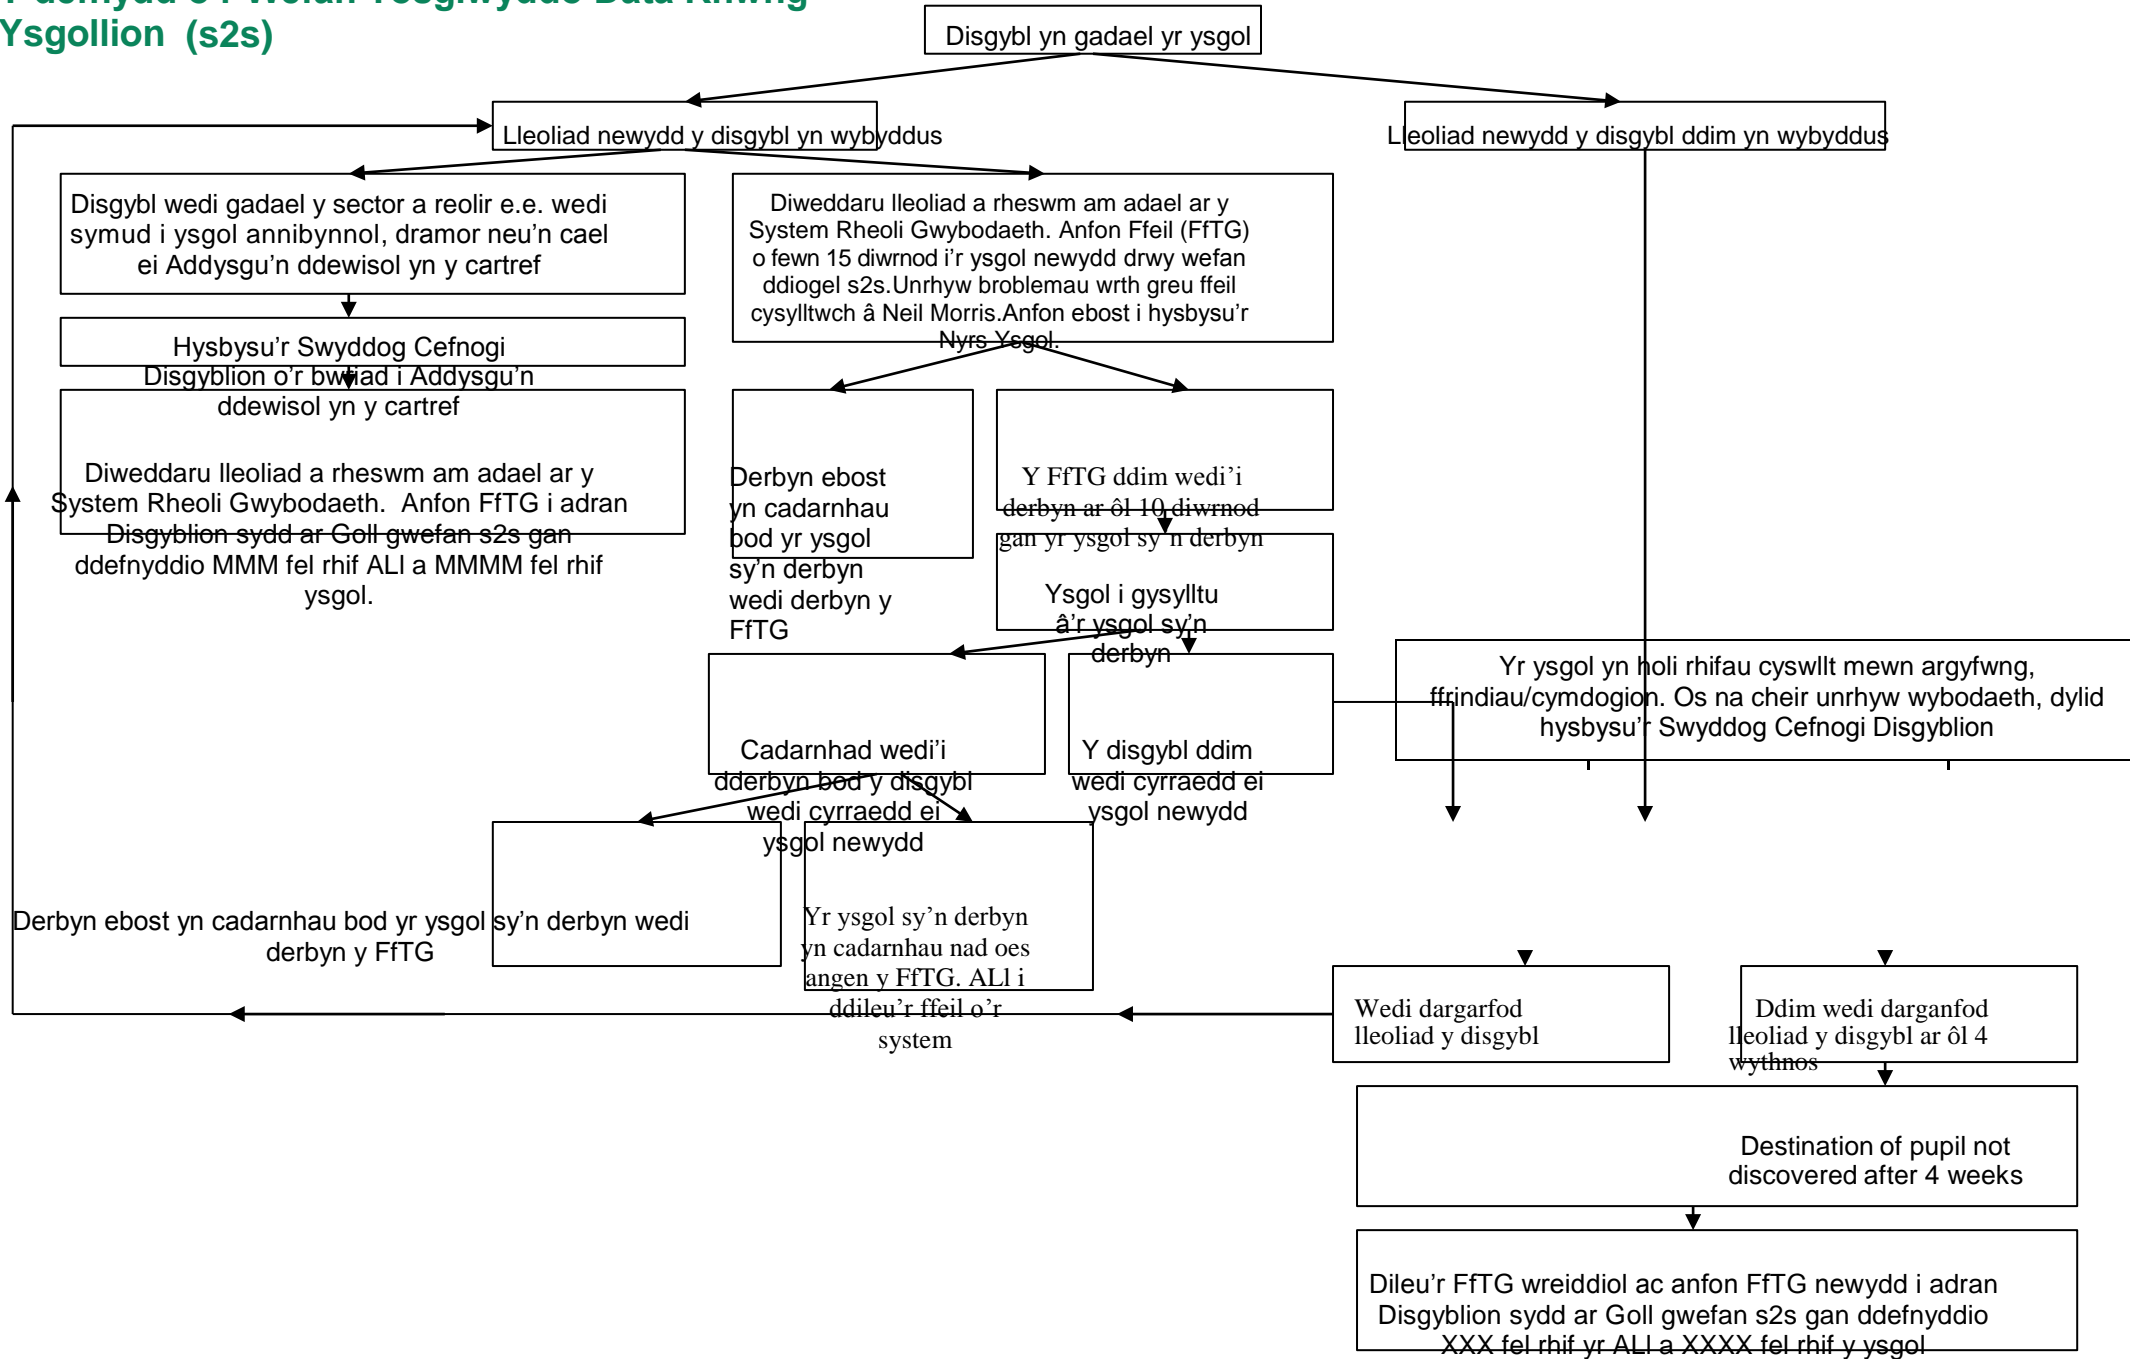 Ysgollion (s2s)
Disgybl yn gadael yr ysgol
Lleoliad newydd y disgybl yn wybyddus
Lleoliad newydd y disgybl ddim yn wybyddus
Disgybl wedi gadael y sector a reolir e.e. wedi
symud i ysgol annibynnol, dramor neu'n cael
ei Addysgu'n ddewisol yn y cartref
Diweddaru lleoliad a rheswm am adael ar y
System Rheoli Gwybodaeth. Anfon Ffeil (FfTG)
o fewn 15 diwrnod i'r ysgol newydd drwy wefan
ddiogel s2s.Unrhyw broblemau wrth greu ffeil
cysylltwch â Neil Morris.Anfon ebost i hysbysu'r
Nyrs Ysgol.
Hysbysu'r Swyddog Cefnogi
Disgyblion o'r bwriad i Addysgu'n
ddewisol yn y cartref
Diweddaru lleoliad a rheswm am adael ar y
System Rheoli Gwybodaeth. Anfon FfTG i adran
Disgyblion sydd ar Goll gwefan s2s gan
ddefnyddio MMM fel rhif ALl a MMMM fel rhif
ysgol.
Derbyn ebost
yn cadarnhau
bod yr ysgol
sy'n derbyn
wedi derbyn y
FfTG
Y FfTG ddim wedi'i
derbyn ar ôl 10 diwrnod
gan yr ysgol sy'n derbyn
Ysgol i gysylltu
â'r ysgol sy'n
derbyn
Yr ysgol yn holi rhifau cyswllt mewn argyfwng,
ffrindiau/cymdogion. Os na cheir unrhyw wybodaeth, dylid
hysbysu'r Swyddog Cefnogi Disgyblion
Cadarnhad wedi'i
dderbyn bod y disgybl
wedi cyrraedd ei
ysgol newydd
Y disgybl ddim
wedi cyrraedd ei
ysgol newydd
Derbyn ebost yn cadarnhau bod yr ysgol sy'n derbyn wedi
derbyn y FfTG
Yr ysgol sy'n derbyn
yn cadarnhau nad oes
angen y FfTG. ALl i
ddileu'r ffeil o'r
system
Wedi dargarfod
lleoliad y disgybl
Ddim wedi darganfod
lleoliad y disgybl ar ôl 4
wythnos
Destination of pupil not
discovered after 4 weeks
Dileu'r FfTG wreiddiol ac anfon FfTG newydd i adran
Disgyblion sydd ar Goll gwefan s2s gan ddefnyddio
XXX fel rhif yr ALl a XXXX fel rhif y ysgol